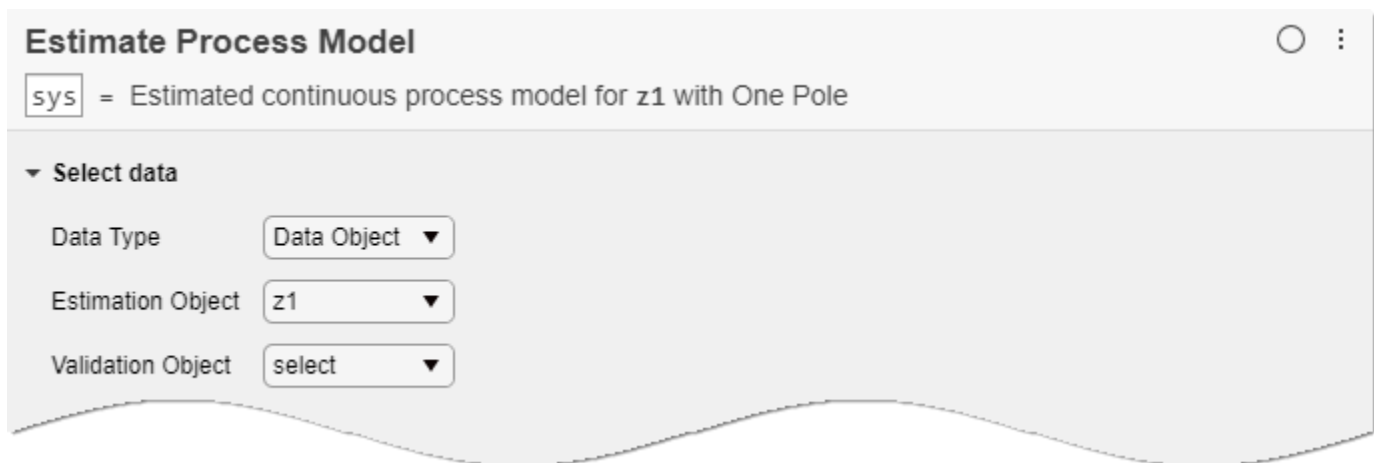 Estimate Process Model
sys = Estimated continuous process model for z1 with One Pole
Select data
Data Type Data Object
Estimation Object z1
Validation Object select